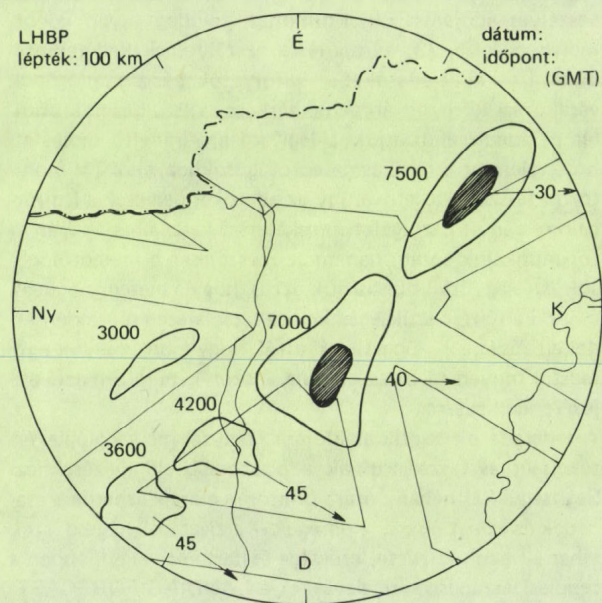 LHBP
lépték: 100 km
É
dátum:
időpont:
(GMT)
7500
30
Ny
K
3000
7000
40
4200
3600
45
45
D